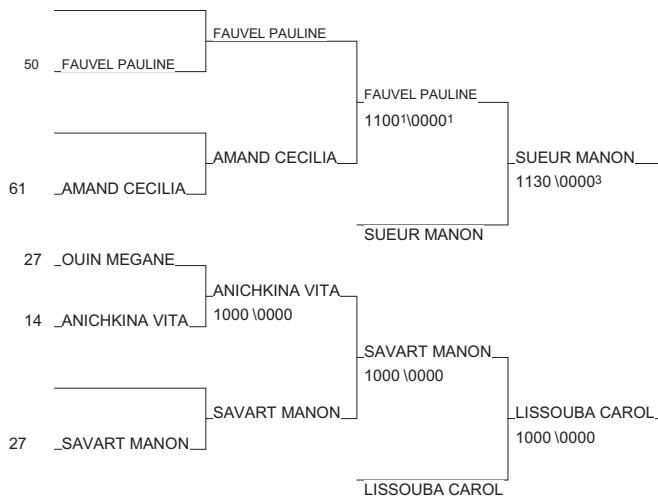 FAUVEL PAULINE
50 FAUVEL PAULINE
FAUVEL PAULINE
1100¹\0000¹
AMAND CECILIA
SUEUR MANON
1130 \0000³
61 AMAND CECILIA
SUEUR MANON
27 OUIN MEGANE
ANICHKINA VITA
1000 \0000
14 ANICHKINA VITA
SAVART MANON
1000 \0000
SAVART MANON
LISSOUBA CAROL
1000 \0000
27 SAVART MANON
LISSOUBA CAROL